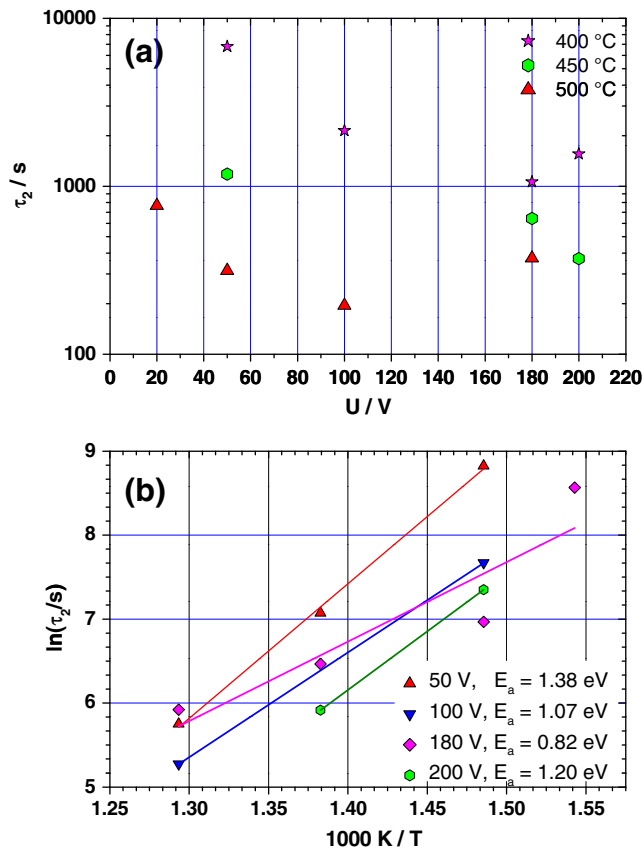 (a)
400 °C
450 °C
500 °C
10000
1000
100
τ₂ / s
0 20 40 60 80 100 120 140 160 180 200 220
U / V
(b)
9
8
7
6
5
ln(τ₂/s)
50 V, Eₐ = 1.38 eV
100 V, Eₐ = 1.07 eV
180 V, Eₐ = 0.82 eV
200 V, Eₐ = 1.20 eV
1.25 1.30 1.35 1.40 1.45 1.50 1.55
1000 K / T